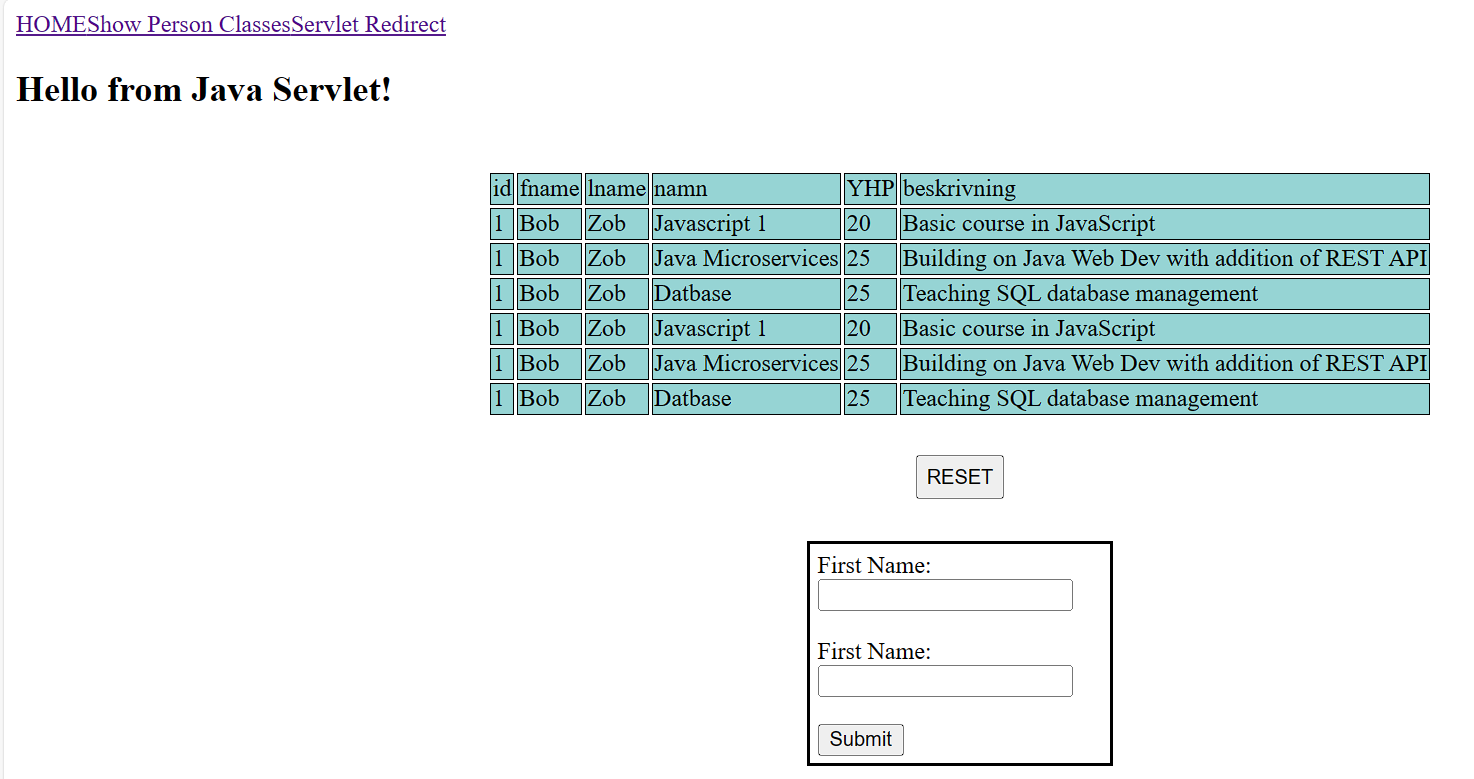 HOMEShow Person ClassesServlet Redirect
Hello from Java Servlet!
id fname lname namn YHP beskrivning
1 Bob Zob Javascript 1 20 Basic course in JavaScript
1 Bob Zob Java Microservices 25 Building on Java Web Dev with addition of REST API
1 Bob Zob Datbase 25 Teaching SQL database management
1 Bob Zob Javascript 1 20 Basic course in JavaScript
1 Bob Zob Java Microservices 25 Building on Java Web Dev with addition of REST API
1 Bob Zob Datbase 25 Teaching SQL database management
RESET
First Name:
First Name:
Submit